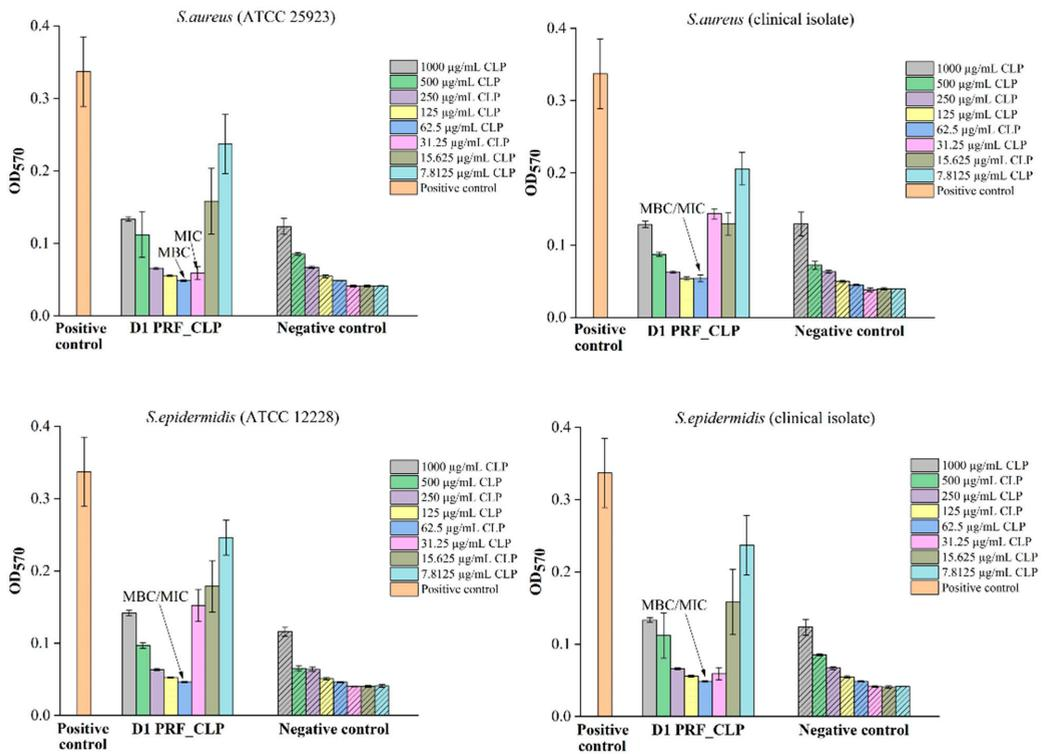 S.aureus (ATCC 25923)
0.4
0.3
0.2
0.1
0.0
OD570
1000 µg/mL CLP
500 µg/mL CLP
250 µg/mL CLP
125 µg/mL CLP
62.5 µg/mL CLP
31.25 µg/mL CLP
15.625 µg/mL CLP
7.8125 µg/mL CLP
Positive control
MIC
MBC
Positive
control
D1 PRF_CLP
Negative control
S.aureus (clinical isolate)
0.4
0.3
0.2
0.1
0.0
OD570
1000 µg/mL CLP
500 µg/mL CLP
250 µg/mL CLP
125 µg/mL CLP
62.5 µg/mL CLP
31.25 µg/mL CLP
15.625 µg/mL CLP
7.8125 µg/mL CLP
Positive control
MBC/MIC
Positive
control
D1 PRF_CLP
Negative control
S.epidermidis (ATCC 12228)
0.4
0.3
0.2
0.1
0.0
OD570
1000 µg/mL CLP
500 µg/mL CLP
250 µg/mL CLP
125 µg/mL CLP
62.5 µg/mL CLP
31.25 µg/mL CLP
15.625 µg/mL CLP
7.8125 µg/mL CLP
Positive control
MBC/MIC
Positive
control
D1 PRF_CLP
Negative control
S.epidermidis (clinical isolate)
0.4
0.3
0.2
0.1
0.0
OD570
1000 µg/mL CLP
500 µg/mL CLP
250 µg/mL CLP
125 µg/mL CLP
62.5 µg/mL CLP
31.25 µg/mL CLP
15.625 µg/mL CLP
7.8125 µg/mL CLP
Positive control
MBC/MIC
Positive
control
D1 PRF_CLP
Negative control